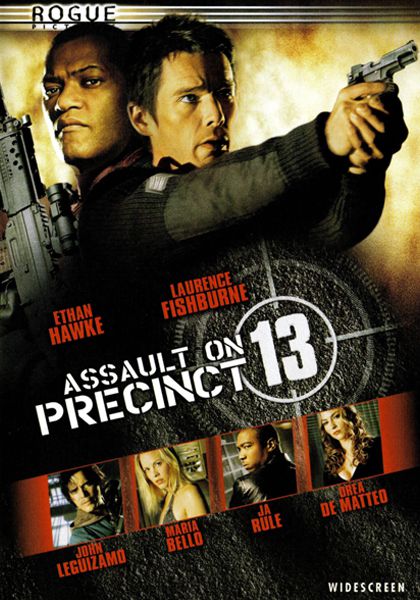 ROGUE
PICTURES
ETHAN
HAWKE
LAURENCE
FISHBURNE
ASSAULT ON
PRECINCT 13
JOHN
LEGUIZAMO
MARIA
BELLO
JA
RULE
DREA
DE MATTEO
WIDESCREEN